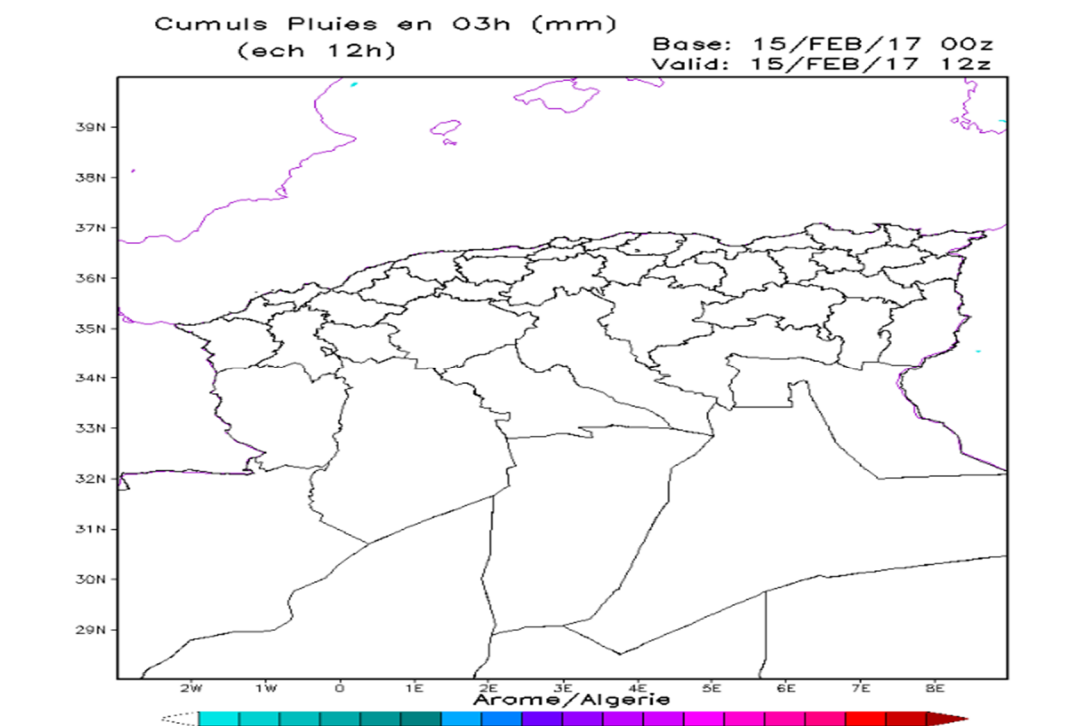 Cumuls Pluies en 03h (mm)
(ech 12h)
Base: 15/FEB/17 00z
Valid: 15/FEB/17 12z
39N
38N
37N
36N
35N
34N
33N
32N
31N
30N
29N
2W 1W 0 1E 2E 3E 4E 5E 6E 7E 8E
Arome/Algerie